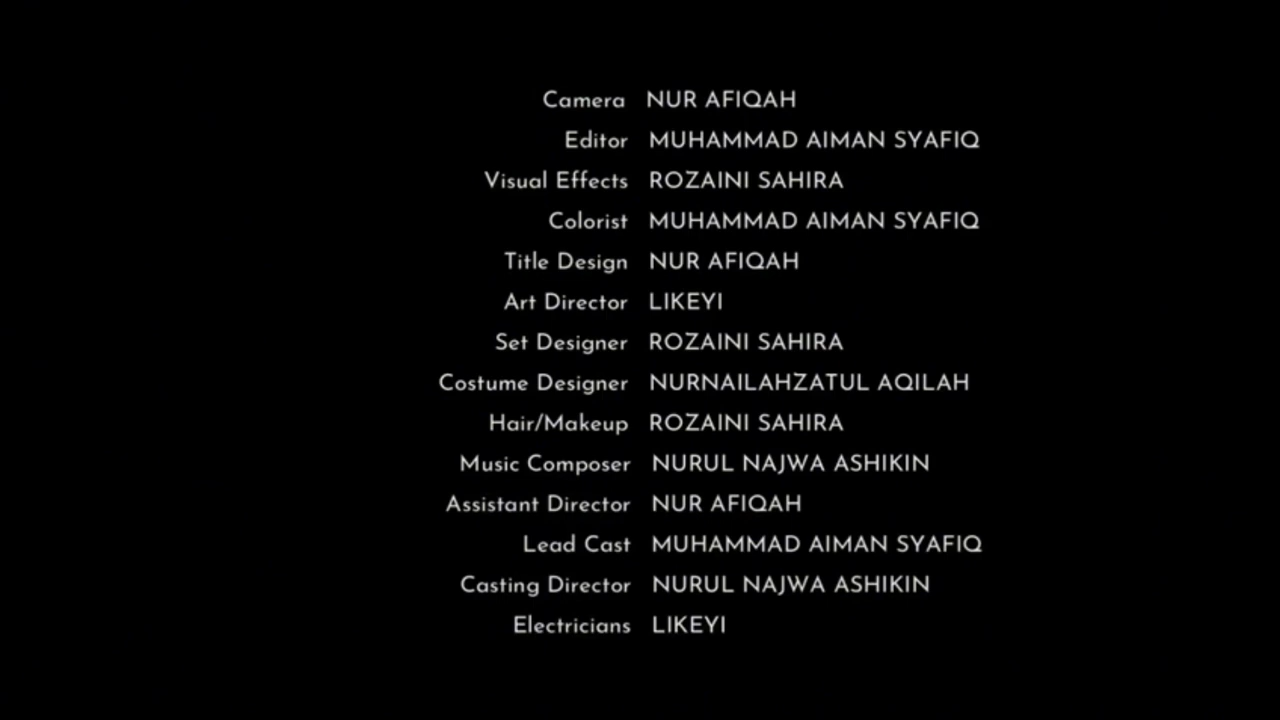 Camera NUR AFIQAH
Editor MUHAMMAD AIMAN SYAFIQ
Visual Effects ROZAINI SAHIRA
Colorist MUHAMMAD AIMAN SYAFIQ
Title Design NUR AFIQAH
Art Director LIKEYI
Set Designer ROZAINI SAHIRA
Costume Designer NURNAILAHZATUL AQILAH
Hair/Makeup ROZAINI SAHIRA
Music Composer NURUL NAJWA ASHIKIN
Assistant Director NUR AFIQAH
Lead Cast MUHAMMAD AIMAN SYAFIQ
Casting Director NURUL NAJWA ASHIKIN
Electricians LIKEYI